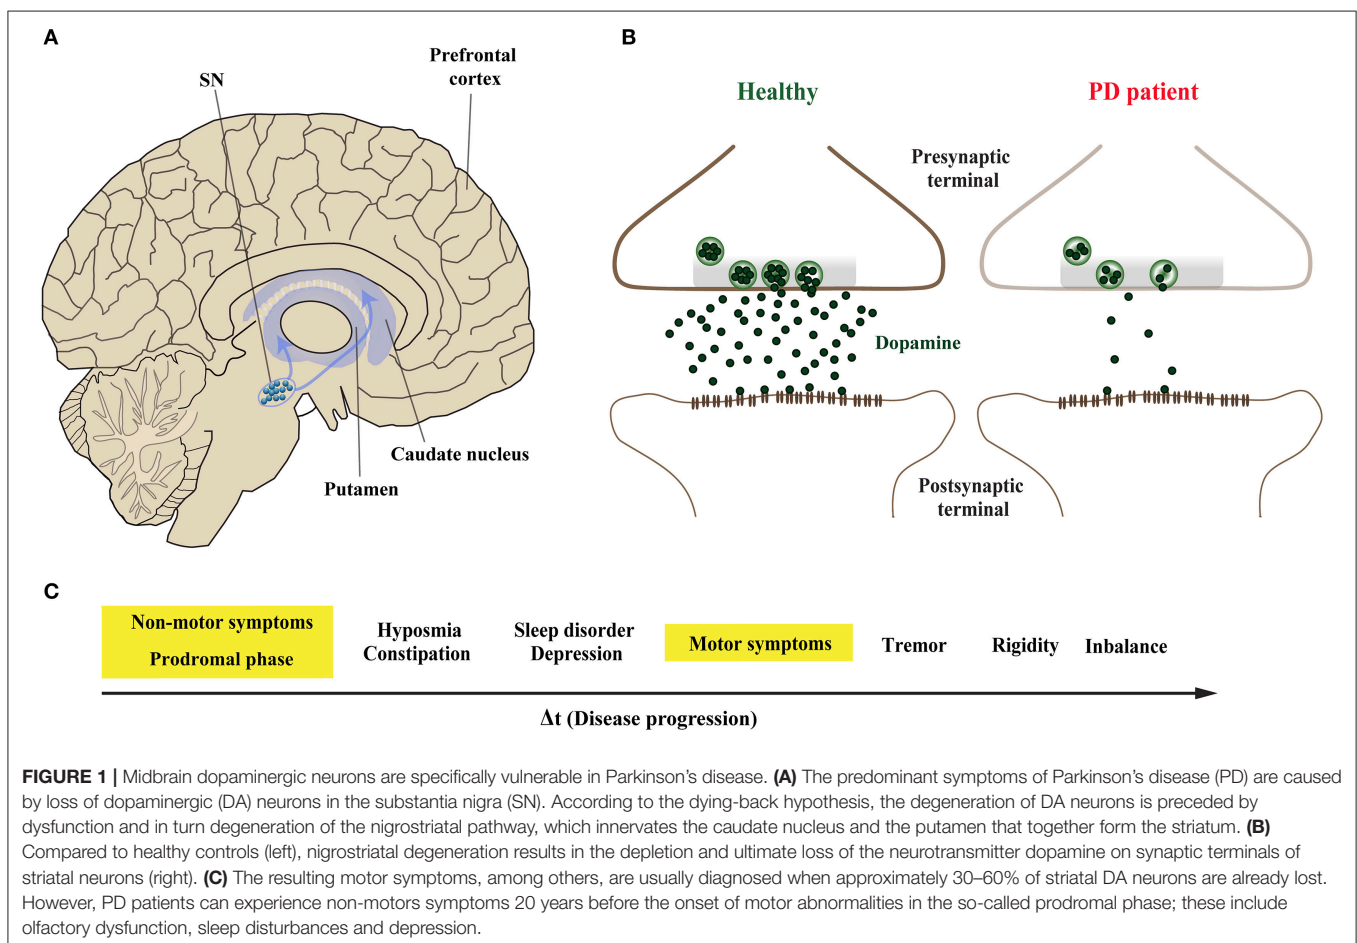 A
SN
Prefrontal
cortex
Caudate nucleus
Putamen
B
Healthy
PD patient
Presynaptic
terminal
Dopamine
Postsynaptic
terminal
C
Non-motor symptoms
Prodromal phase
Hyposmia
Constipation
Sleep disorder
Depression
Motor symptoms
Tremor
Rigidity
Inbalance
Δt (Disease progression)
FIGURE 1 | Midbrain dopaminergic neurons are specifically vulnerable in Parkinson’s disease. (A) The predominant symptoms of Parkinson’s disease (PD) are caused
by loss of dopaminergic (DA) neurons in the substantia nigra (SN). According to the dying-back hypothesis, the degeneration of DA neurons is preceded by
dysfunction and in turn degeneration of the nigrostriatal pathway, which innervates the caudate nucleus and the putamen that together form the striatum. (B)
Compared to healthy controls (left), nigrostriatal degeneration results in the depletion and ultimate loss of the neurotransmitter dopamine on synaptic terminals of
striatal neurons (right). (C) The resulting motor symptoms, among others, are usually diagnosed when approximately 30–60% of striatal DA neurons are already lost.
However, PD patients can experience non-motors symptoms 20 years before the onset of motor abnormalities in the so-called prodromal phase; these include
olfactory dysfunction, sleep disturbances and depression.